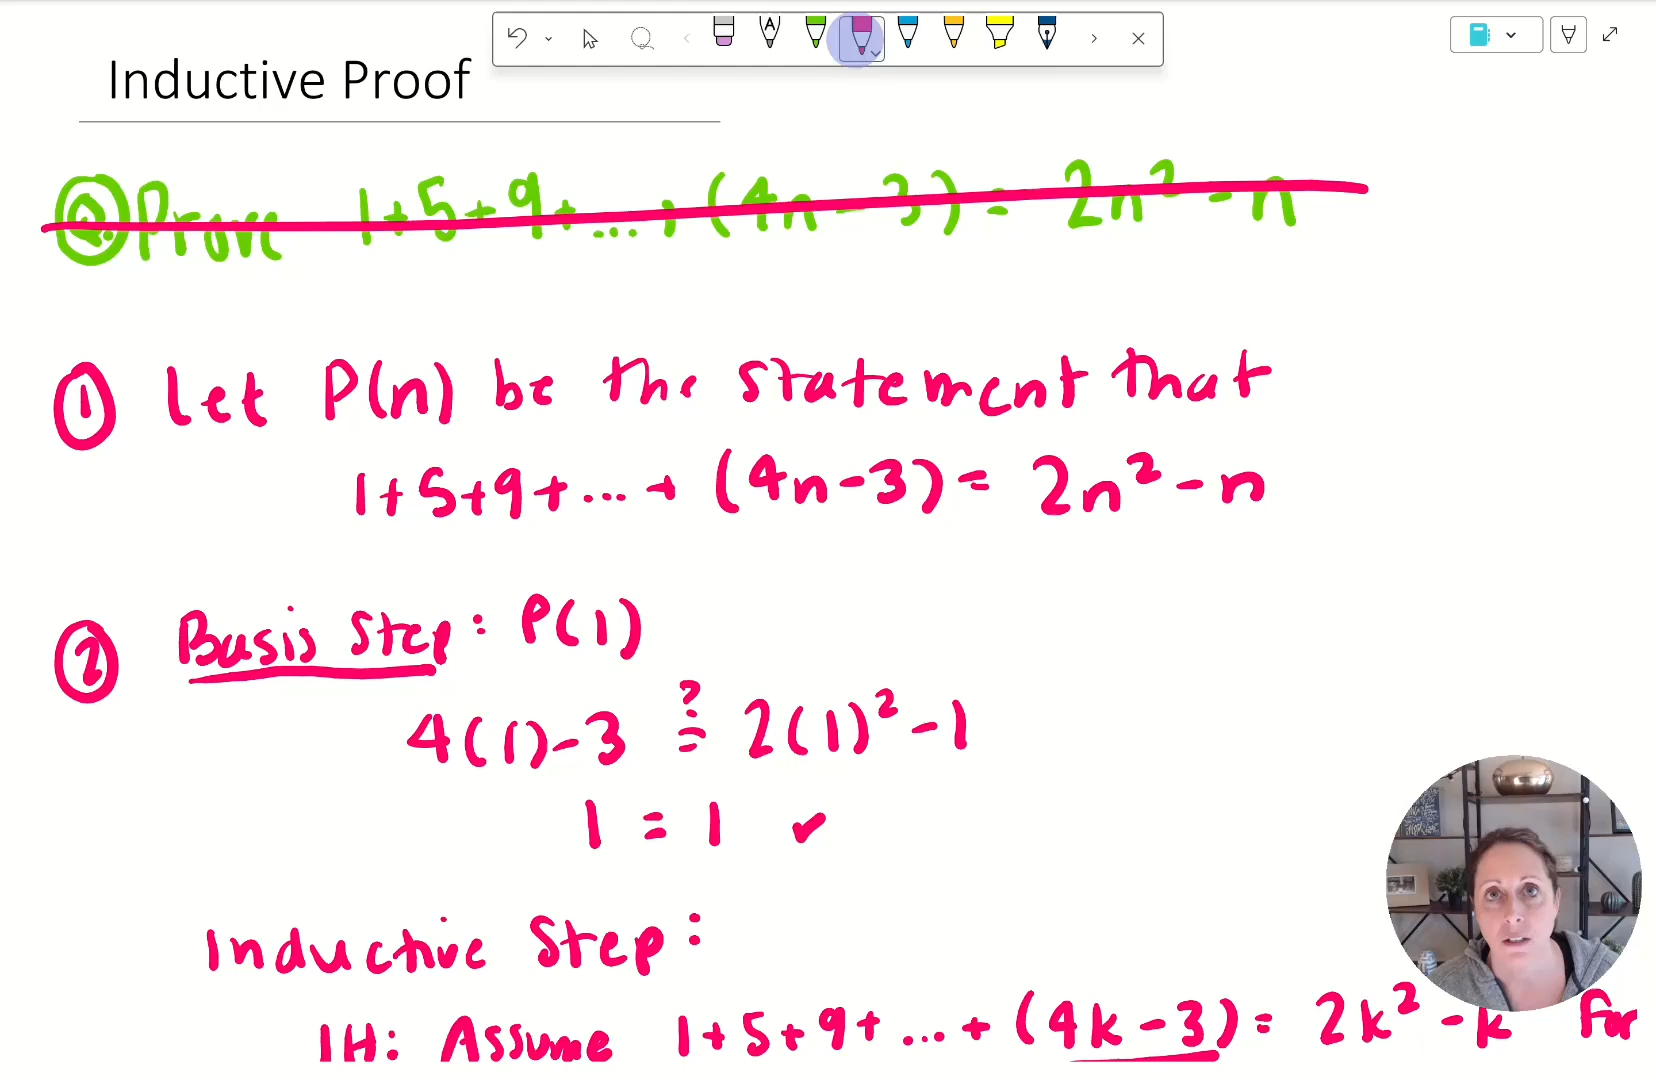 Inductive Proof
Q. Prove 1+5+9+...+(4n-3)=2n²-n
① Let P(n) be the statement that
1+5+9+...+(4n-3)=2n²-n
② Basis Step: P(1)
4(1)-3 ≟ 2(1)²-1
1=1 ✓
Inductive Step:
IH: Assume 1+5+9+...+(4k-3)=2k²-k for